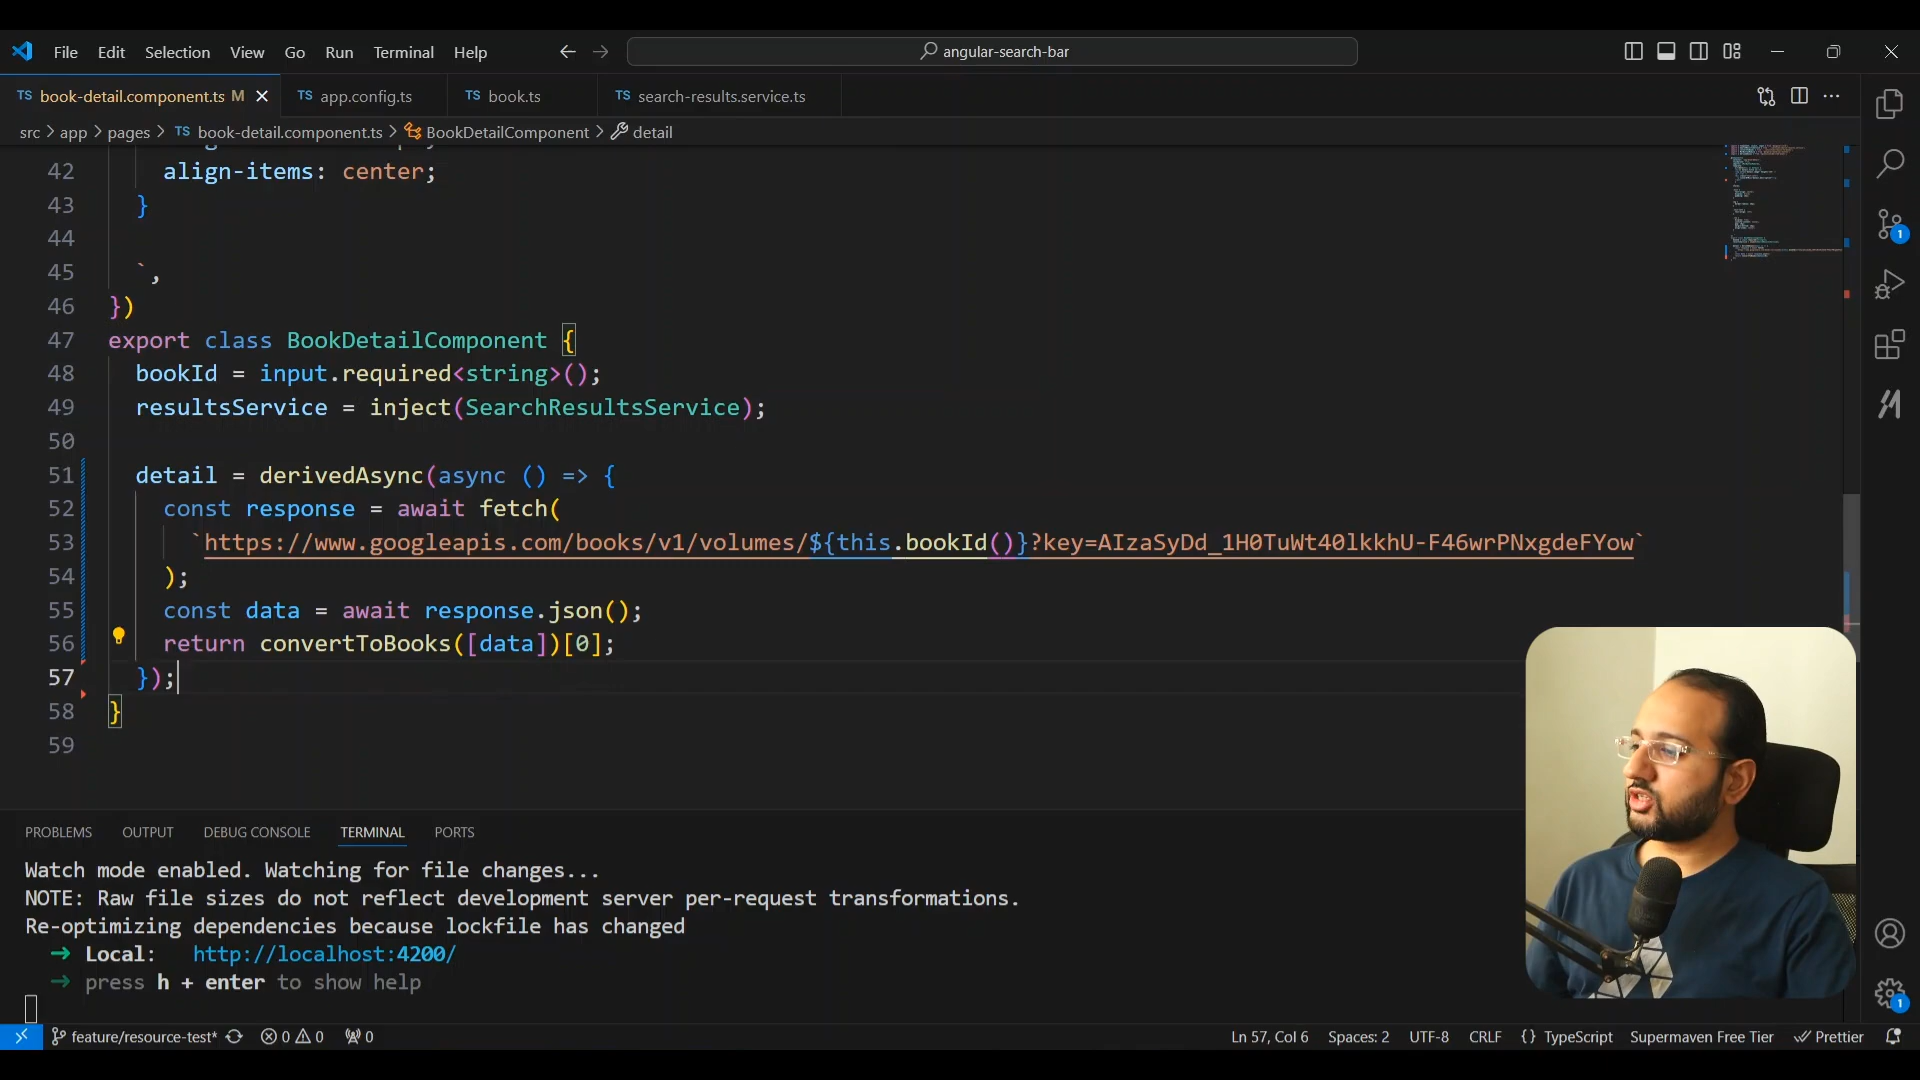 File Edit Selection View Go Run Terminal Help
angular-search-bar
TS book-detail.component.ts M
TS app.config.ts
TS book.ts
TS search-results.service.ts
src > app > pages > TS book-detail.component.ts > BookDetailComponent > detail
42 align-items: center;
43 }
44
45 `,
46 })
47 export class BookDetailComponent {
48 bookId = input.required<string>();
49 resultsService = inject(SearchResultsService);
50
51 detail = derivedAsync(async () => {
52 const response = await fetch(
53 `https://www.googleapis.com/books/v1/volumes/${this.bookId()}?key=AIzaSyDd_1H0TuWt40lkkhU-F46wrPNxgdeFYow`
54 );
55 const data = await response.json();
56 return convertToBooks([data])[0];
57 });
58 }
59
PROBLEMS OUTPUT DEBUG CONSOLE TERMINAL PORTS
Watch mode enabled. Watching for file changes...
NOTE: Raw file sizes do not reflect development server per-request transformations.
Re-optimizing dependencies because lockfile has changed
➜ Local: http://localhost:4200/
➜ press h + enter to show help
feature/resource-test* 0 0 0 Ln 57, Col 6 Spaces: 2 UTF-8 CRLF {} TypeScript Supermaven Free Tier Prettier
1
1